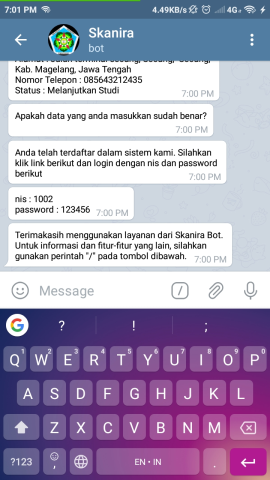 7:01 PM
4.49KB/s
4G
Skanira
bot
Kab. Magelang, Jawa Tengah
Nomor Telepon : 085643212435
Status : Melanjutkan Studi
7:00 PM
Apakah data yang anda masukkan sudah benar?
7:00 PM
Anda telah terdaftar dalam sistem kami. Silahkan
klik link berikut dan login dengan nis dan password
berikut
7:00 PM
nis : 1002
password : 123456 7:00 PM
Terimakasih menggunakan layanan dari Skanira Bot.
Untuk informasi dan fitur-fitur yang lain, silahkan
gunakan perintah "/" pada tombol dibawah. 7:00 PM
Message
G ? ! ;
Q 1 W 2 E 3 R 4 T 5 Y 6 U 7 I 8 O 9 P 0
A S D F G H J K L
Z X C V B N M
?123 , EN • IN .